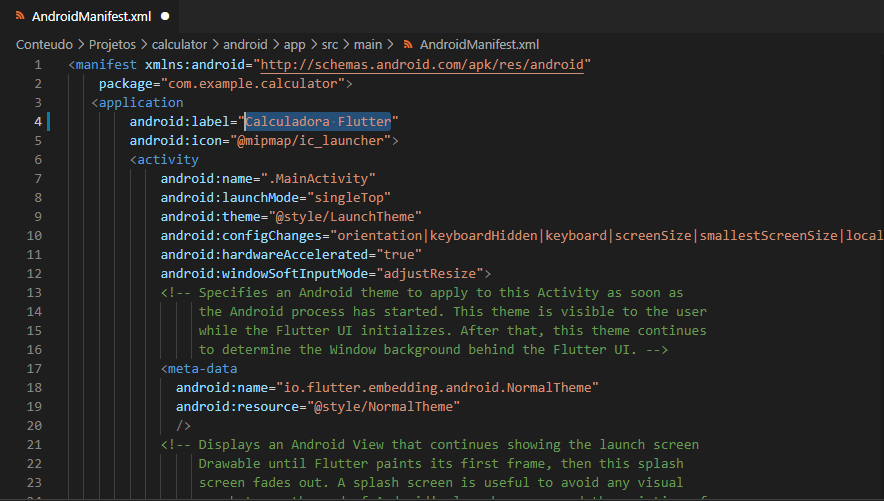 AndroidManifest.xml
Conteudo > Projetos > calculator > android > app > src > main > AndroidManifest.xml
1 <manifest xmlns:android="http://schemas.android.com/apk/res/android"
2 package="com.example.calculator">
3 <application
4 android:label="Calculadora Flutter"
5 android:icon="@mipmap/ic_launcher">
6 <activity
7 android:name=".MainActivity"
8 android:launchMode="singleTop"
9 android:theme="@style/LaunchTheme"
10 android:configChanges="orientation|keyboardHidden|keyboard|screenSize|smallestScreenSize|local
11 android:hardwareAccelerated="true"
12 android:windowSoftInputMode="adjustResize">
13 <!-- Specifies an Android theme to apply to this Activity as soon as
14 the Android process has started. This theme is visible to the user
15 while the Flutter UI initializes. After that, this theme continues
16 to determine the Window background behind the Flutter UI. -->
17 <meta-data
18 android:name="io.flutter.embedding.android.NormalTheme"
19 android:resource="@style/NormalTheme"
20 />
21 <!-- Displays an Android View that continues showing the launch screen
22 Drawable until Flutter paints its first frame, then this splash
23 screen fades out. A splash screen is useful to avoid any visual